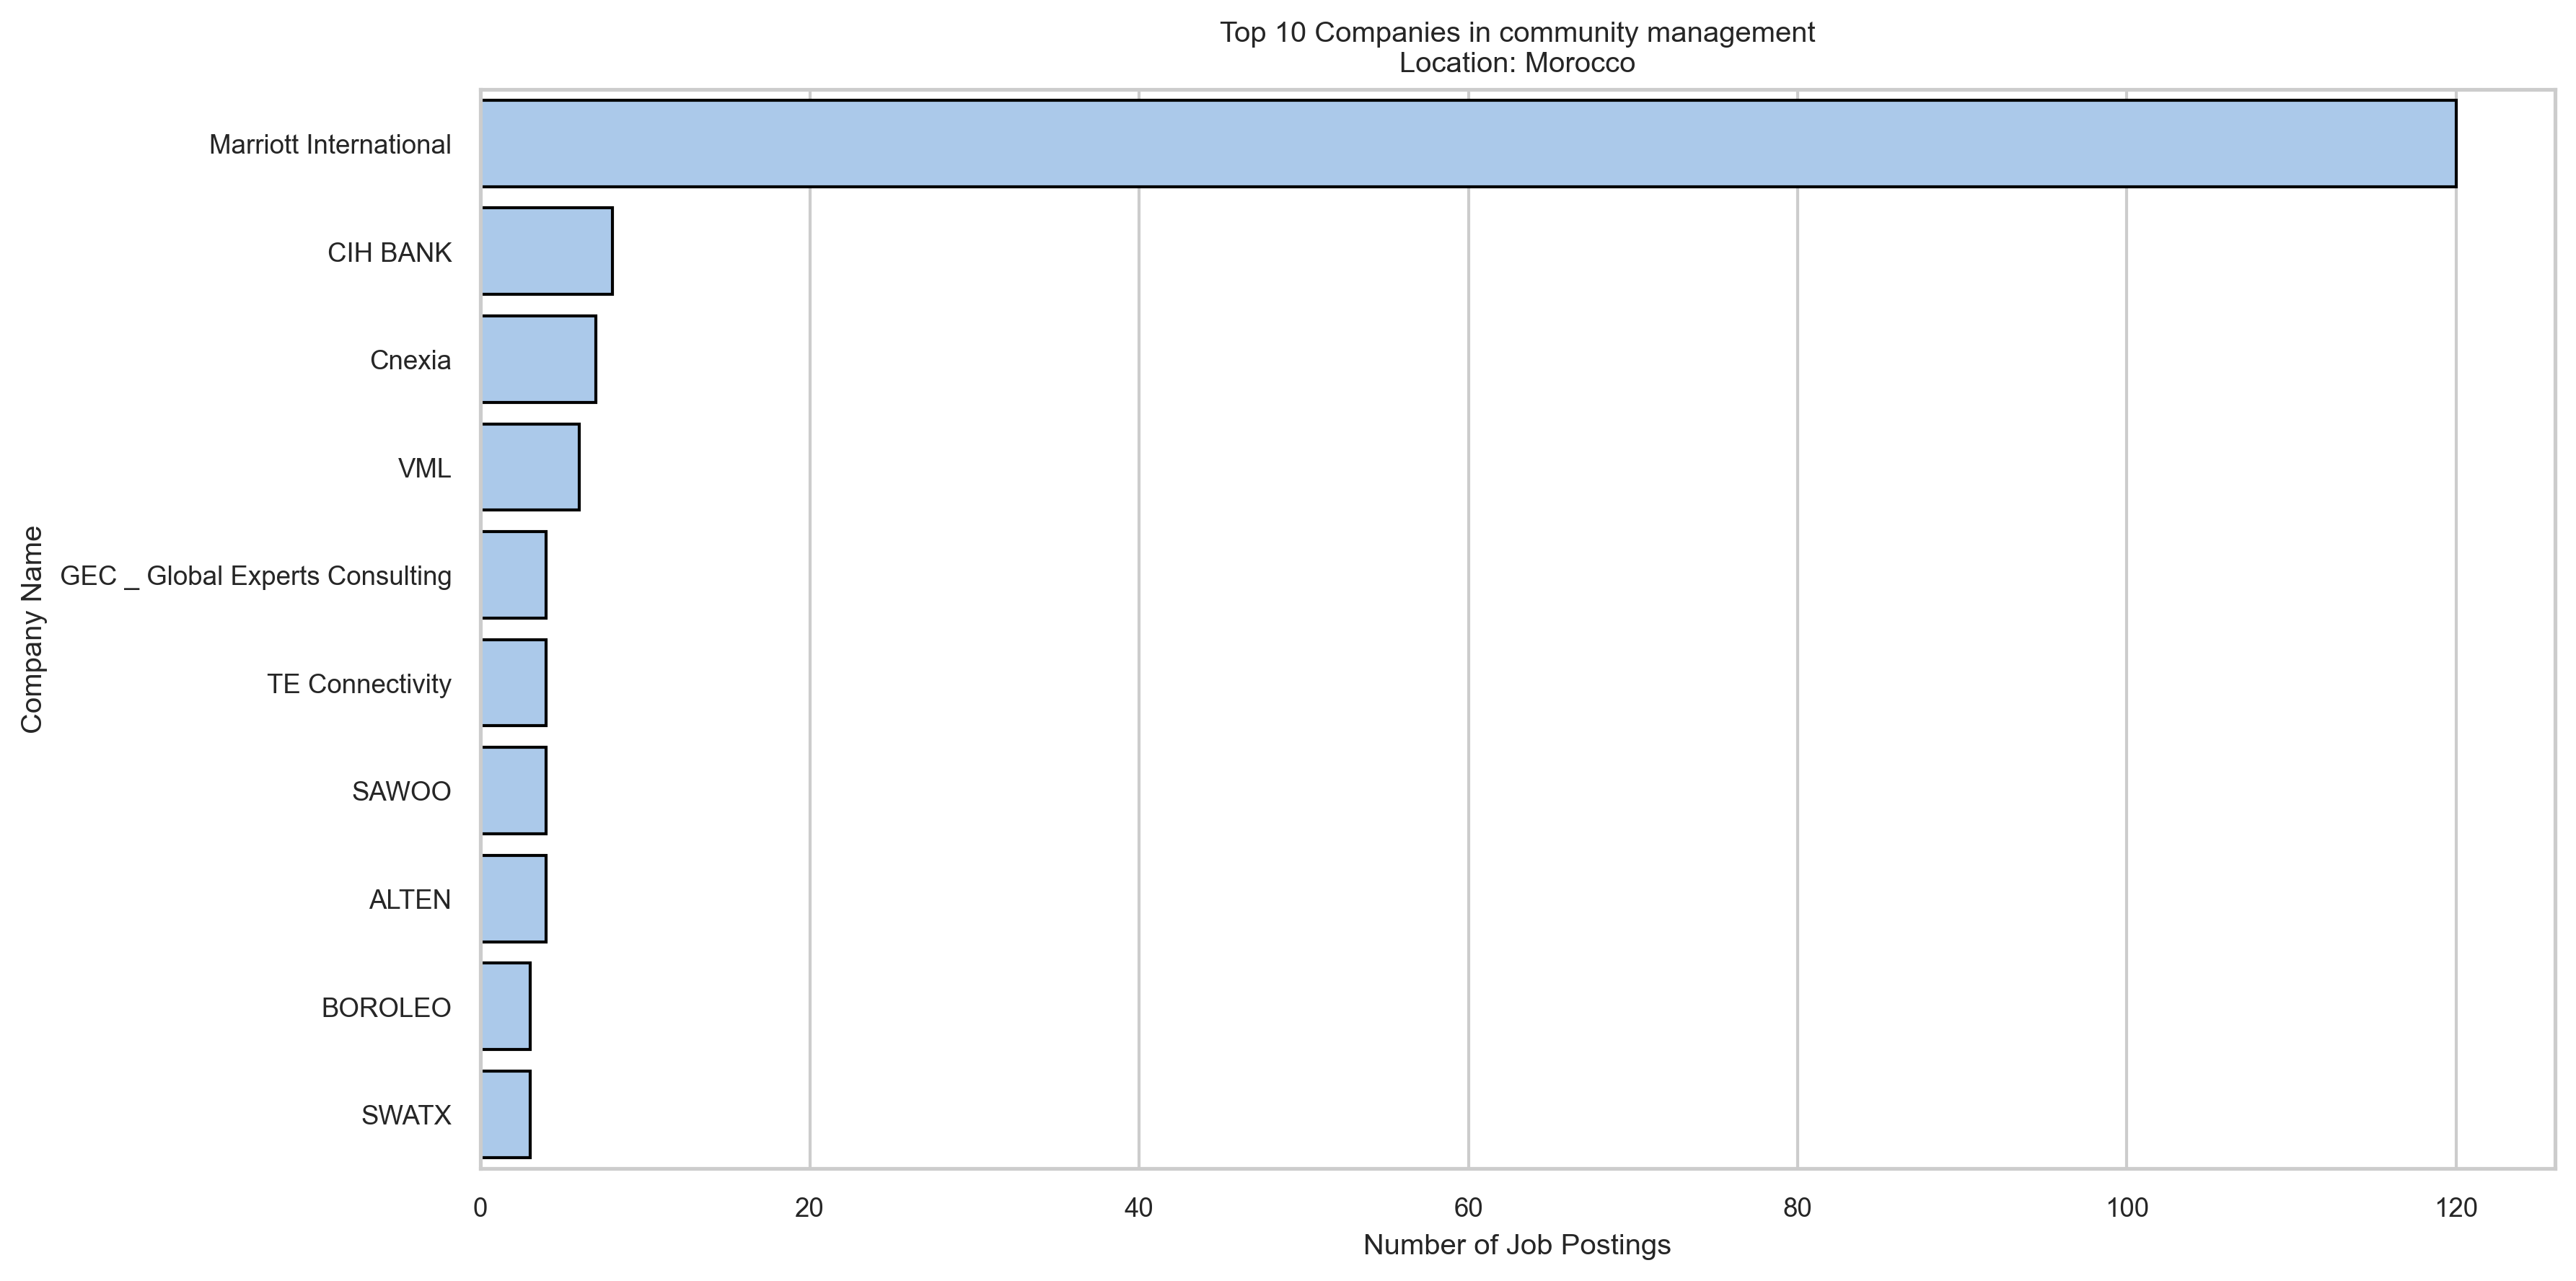 Top 10 Companies in community management
Location: Morocco
Company Name
Marriott International
CIH BANK
Cnexia
VML
GEC _ Global Experts Consulting
TE Connectivity
SAWOO
ALTEN
BOROLEO
SWATX
0 20 40 60 80 100 120
Number of Job Postings